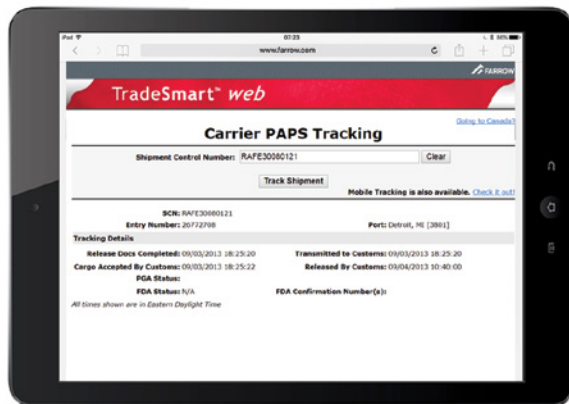 iPad 07:23
www.farrow.com
FARROW
TradeSmart™ web
Going to Canada?
Carrier PAPS Tracking
Shipment Control Number: RAFE30080121 Clear
Track Shipment
Mobile Tracking is also available. Check it out!
SCN: RAFE30080121
Entry Number: 20772708 Port: Detroit, MI [3801]
Tracking Details
Release Docs Completed: 09/03/2013 18:25:20 Transmitted to Customs: 09/03/2013 18:25:20
Cargo Accepted By Customs: 09/03/2013 18:25:22 Released By Customs: 09/04/2013 10:40:00
PGA Status:
FDA Status: N/A FDA Confirmation Number(s):
All times shown are in Eastern Daylight Time